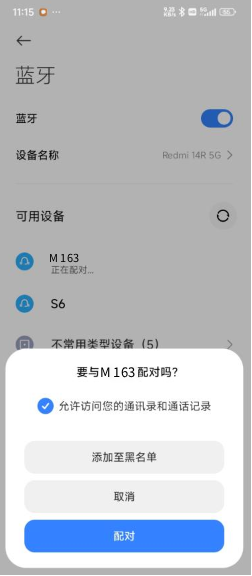 11:15
蓝牙
蓝牙
设备名称 Redmi 14R 5G
可用设备
M 163
正在配对...
S6
不常用类型设备（5）
要与M 163 配对吗?
允许访问您的通讯录和通话记录
添加至黑名单
取消
配对